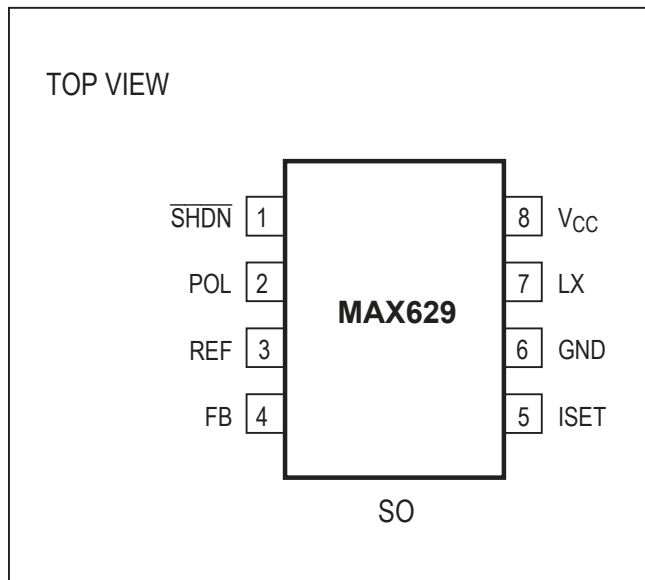 TOP VIEW
SHDN 1
POL 2
REF 3
FB 4
MAX629
8 VCC
7 LX
6 GND
5 ISET
SO